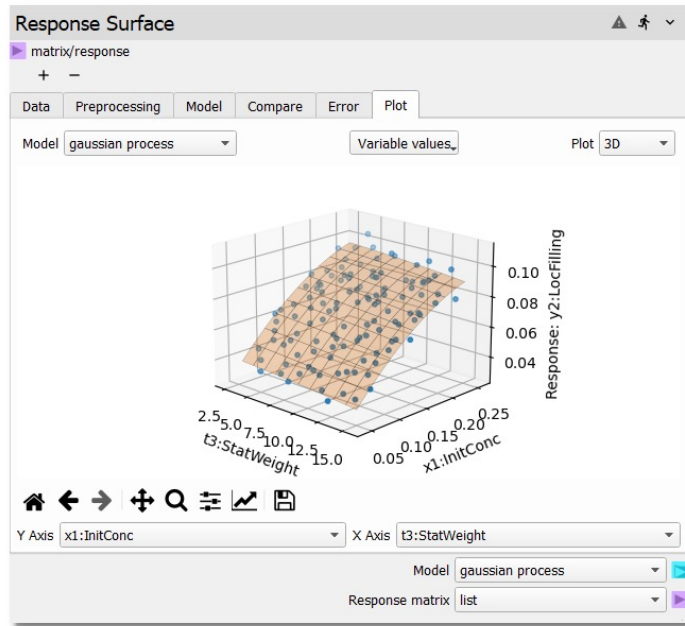 Response Surface
matrix/response
+ −
Data Preprocessing Model Compare Error Plot
Model gaussian process Variable values Plot 3D
0.10
0.08
0.06
0.04
Response: y2:LocFilling
2.5 5.0 7.5 10.0 12.5 15.0
t3:StatWeight
0.05 0.10 0.15 0.20 0.25
x1:InitConc
Y Axis x1:InitConc X Axis t3:StatWeight
Model gaussian process
Response matrix list